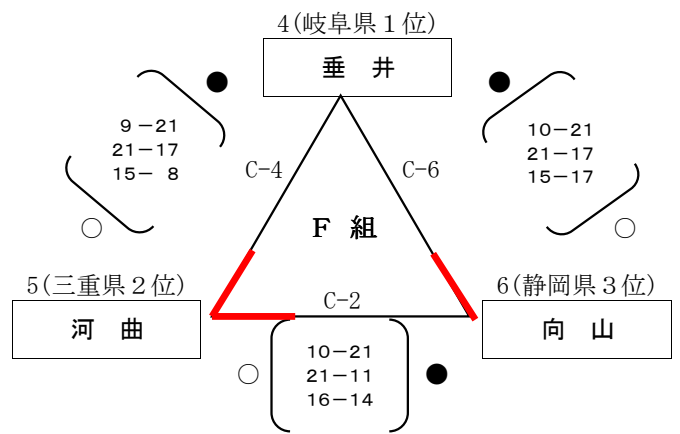 4(岐阜県１位)
垂　井
●
●
9－21
21－17
15－ 8
10－21
21－17
15－17
C-4
C-6
○
○
Ｆ 組
5(三重県２位)
6(静岡県３位)
C-2
河　曲
向　山
10－21
21－11
16－14
○
●